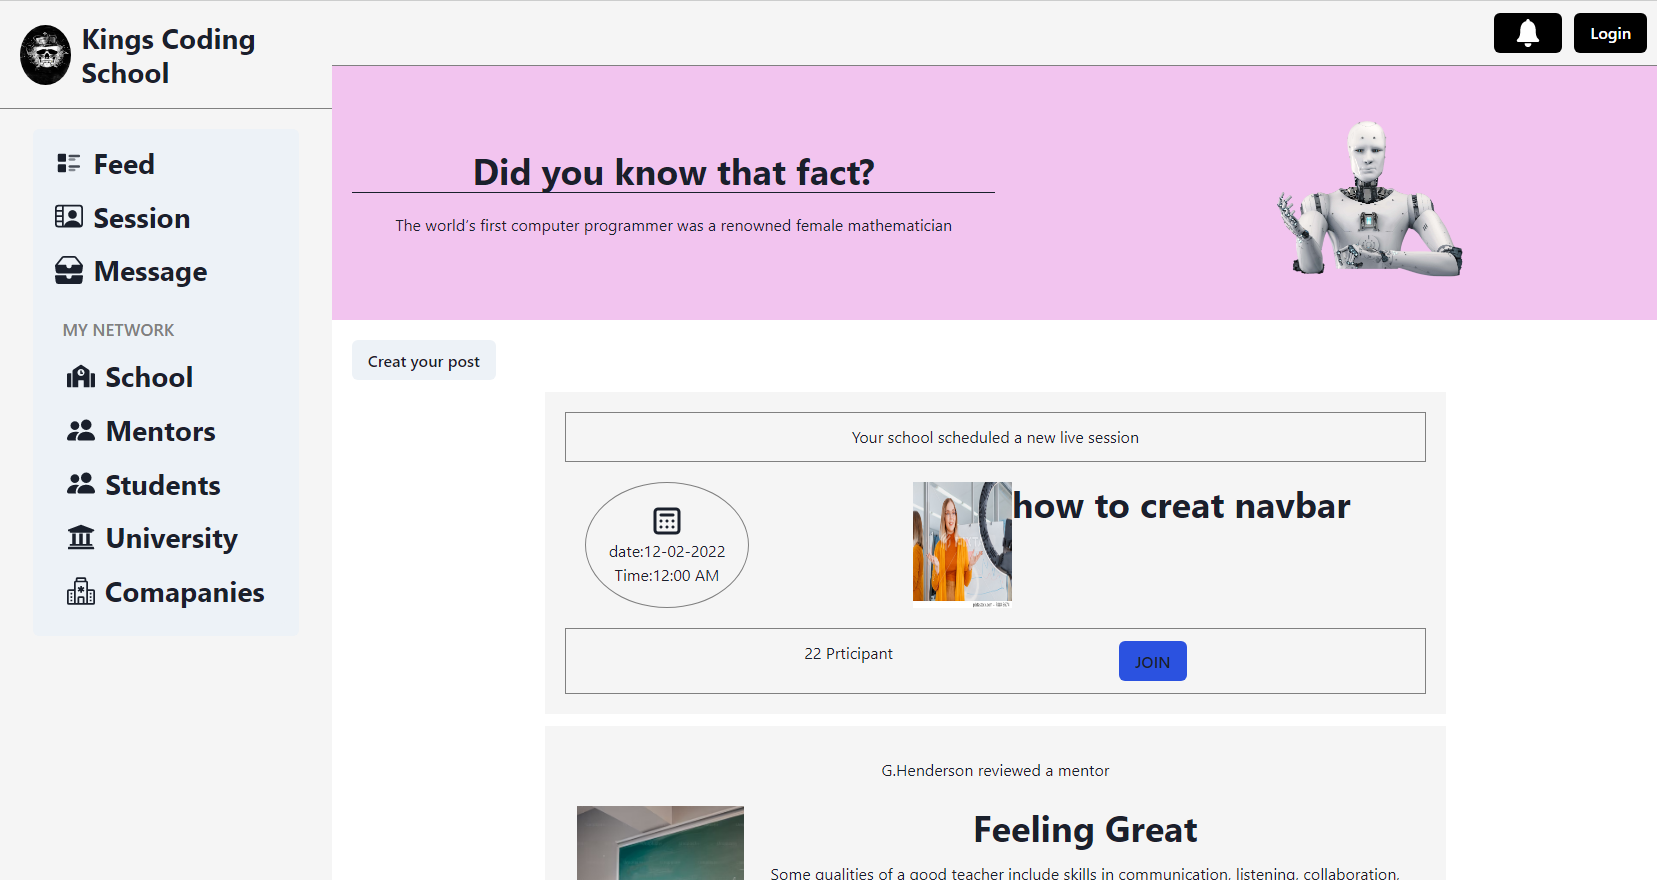 Kings Coding
School
Login
Feed
Session
Message
MY NETWORK
School
Mentors
Students
University
Comapanies
Did you know that fact?
The world's first computer programmer was a renowned female mathematician
Creat your post
Your school scheduled a new live session
date:12-02-2022
Time:12:00 AM
how to creat navbar
22 Prticipant
JOIN
G.Henderson reviewed a mentor
Feeling Great
Some qualities of a good teacher include skills in communication, listening, collaboration,